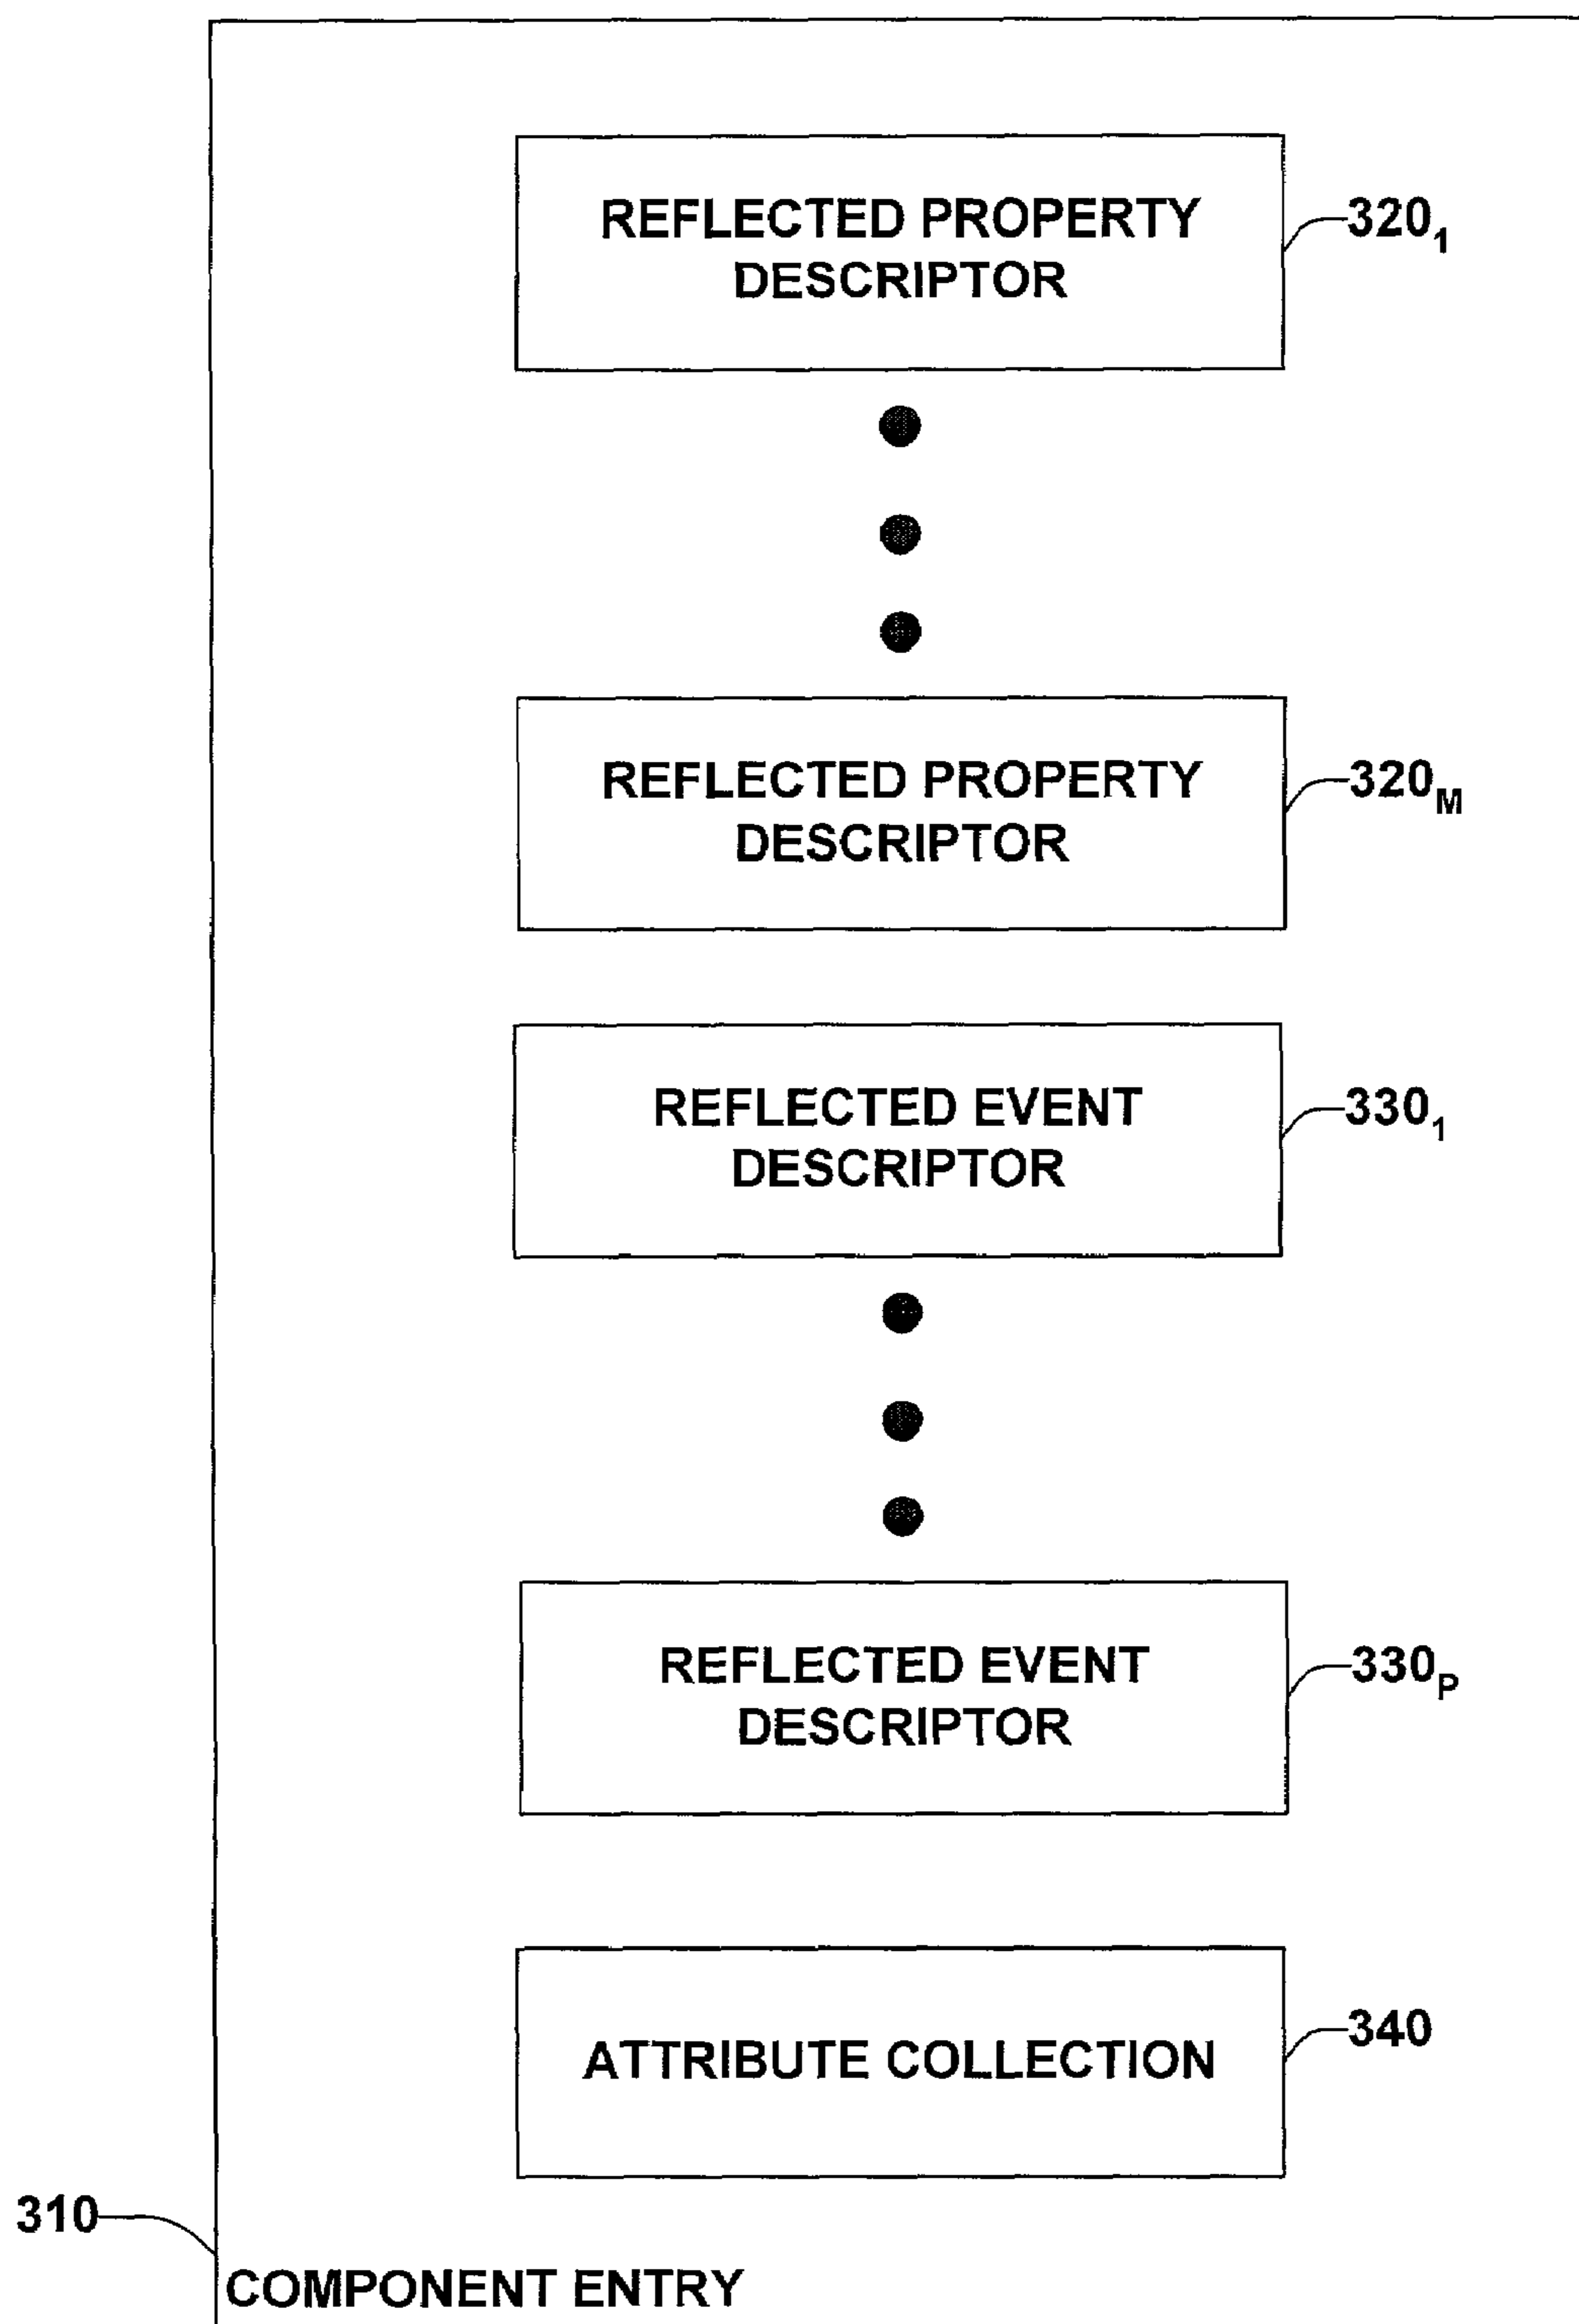 REFLECTED PROPERTY
DESCRIPTOR
320₁
REFLECTED PROPERTY
DESCRIPTOR
320M
REFLECTED EVENT
DESCRIPTOR
330₁
REFLECTED EVENT
DESCRIPTOR
330P
ATTRIBUTE COLLECTION
340
310
COMPONENT ENTRY